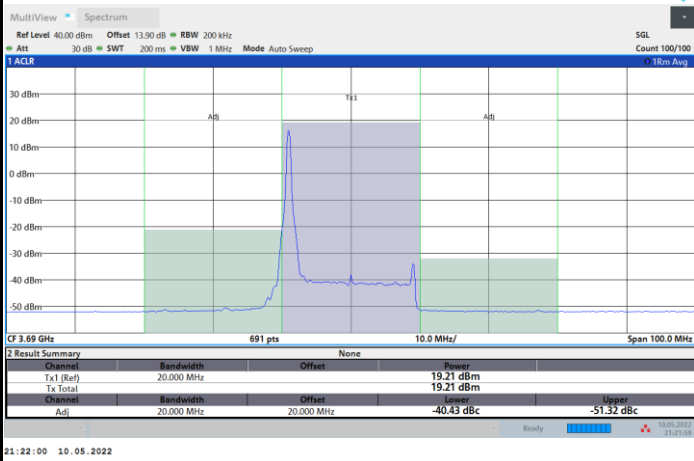 MultiView Spectrum
Ref Level 40.00 dBm Offset 13.90 dB RBW 200 kHz SGL
Att 30 dB SWT 200 ms VBW 1 MHz Mode Auto Sweep Count 100/100
1 ACLR 1Rm Avg
30 dBm
Tx1
20 dBm
Adj Adj
10 dBm
0 dBm
-10 dBm
-20 dBm
-30 dBm
-40 dBm
-50 dBm
CF 3.69 GHz 691 pts 10.0 MHz/ Span 100.0 MHz
2 Result Summary None
Channel Bandwidth Offset Power
Tx1 (Ref) 20.000 MHz 19.21 dBm
Tx Total 19.21 dBm
Channel Bandwidth Offset Lower Upper
Adj 20.000 MHz 20.000 MHz -40.43 dBc -51.32 dBc
Ready 10.05.2022
21:21:59
21:22:00 10.05.2022